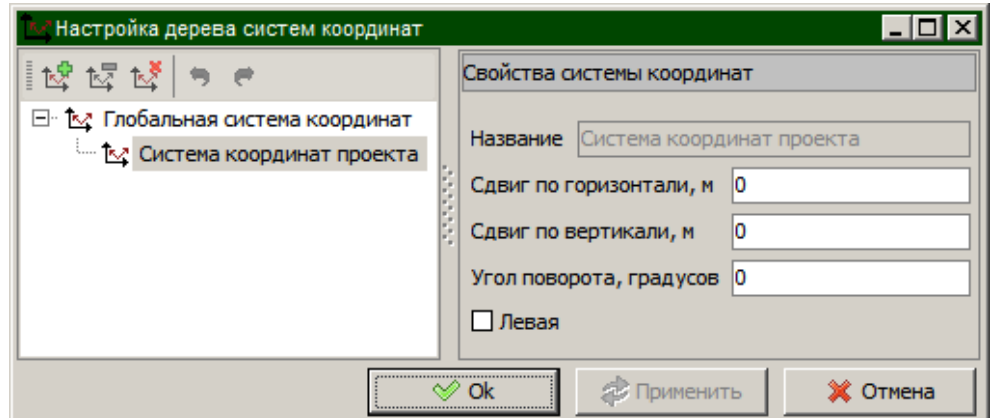 Настройка дерева систем координат
Глобальная система координат
Система координат проекта
Свойства системы координат
Название Система координат проекта
Сдвиг по горизонтали, м 0
Сдвиг по вертикали, м 0
Угол поворота, градусов 0
Левая
Ok Применить Отмена